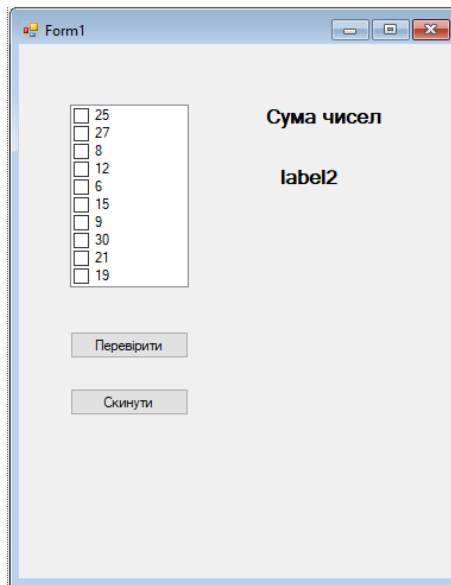 Form1
25
27
8
12
6
15
9
30
21
19
Сума чисел
label2
Перевірити
Скинути